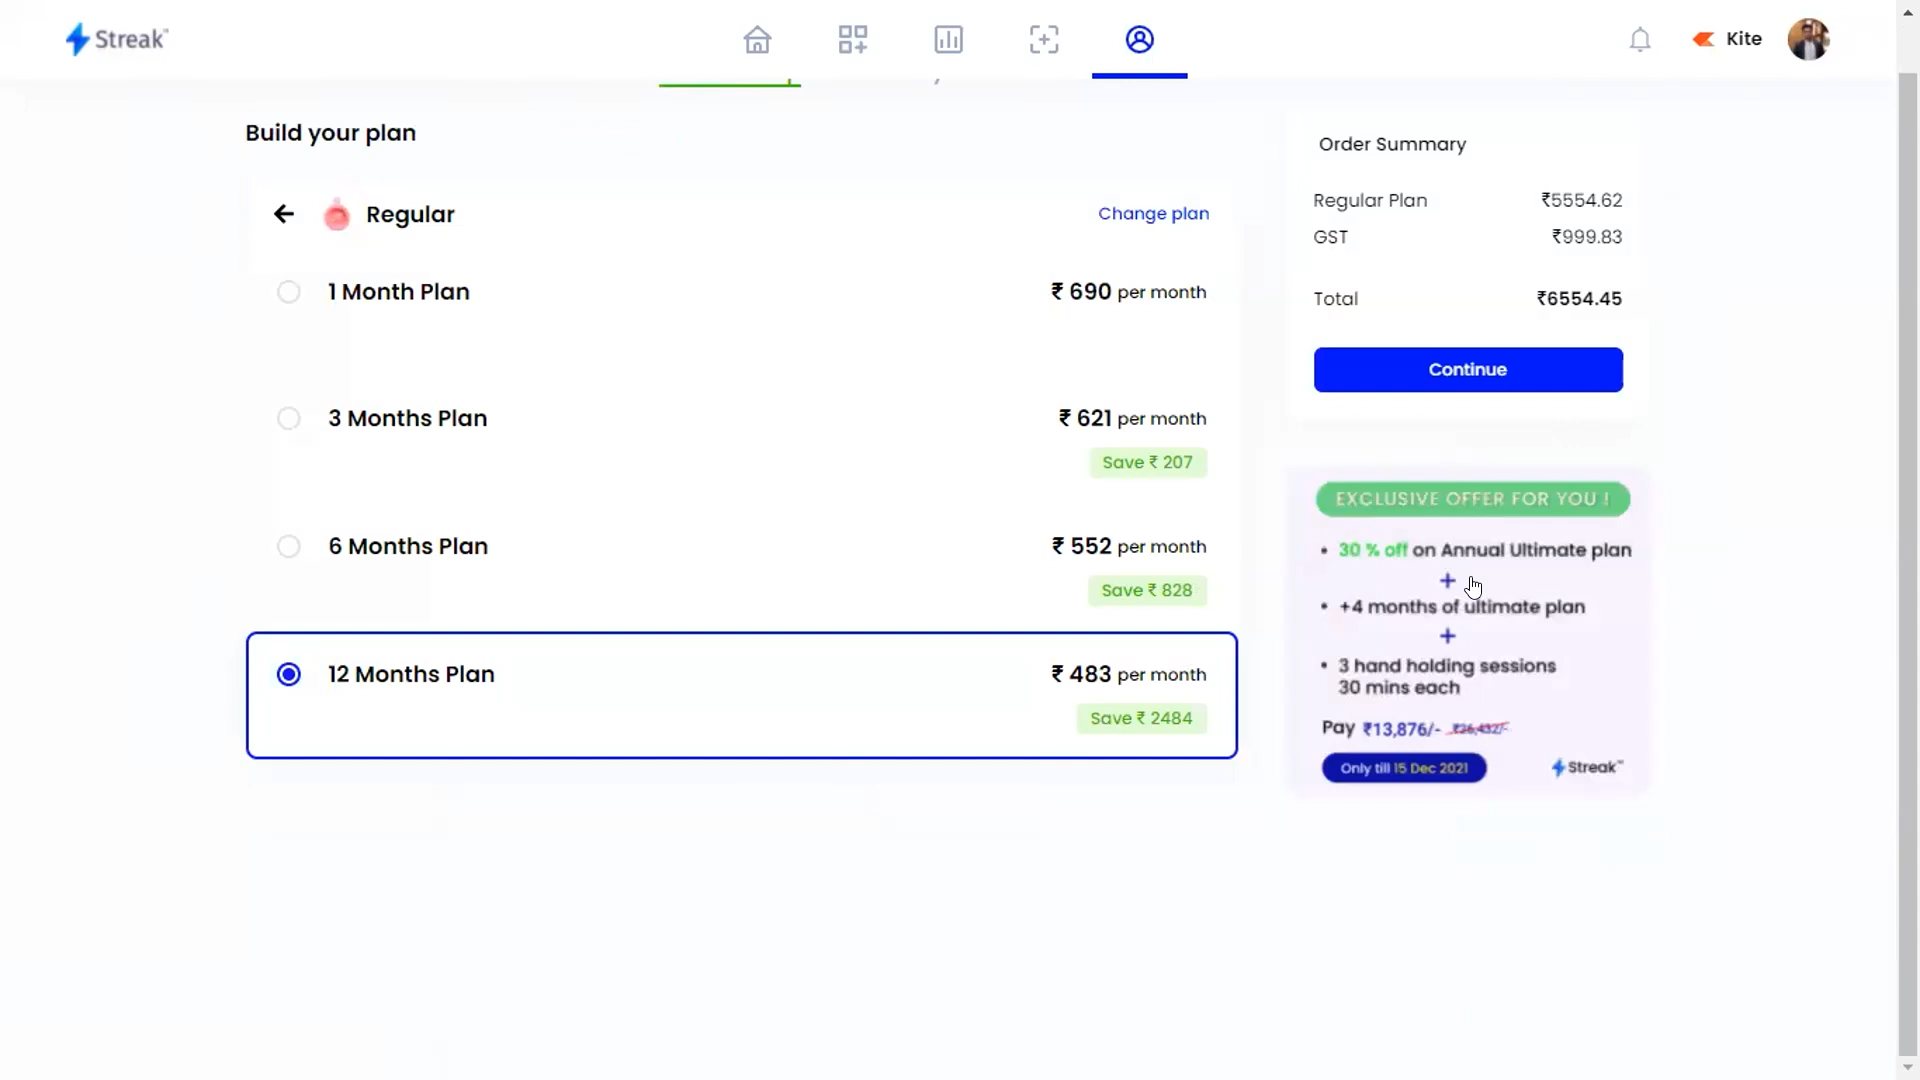 Streak™
Kite
Build your plan
Regular
Change plan
1 Month Plan
₹ 690 per month
3 Months Plan
₹ 621 per month
Save ₹ 207
6 Months Plan
₹ 552 per month
Save ₹ 828
12 Months Plan
₹ 483 per month
Save ₹ 2484
Order Summary
Regular Plan ₹5554.62
GST ₹999.83
Total ₹6554.45
Continue
EXCLUSIVE OFFER FOR YOU !
• 30 % off on Annual Ultimate plan
+
• +4 months of ultimate plan
+
• 3 hand holding sessions
30 mins each
Pay ₹13,876/- ₹26,432/-
Only till 15 Dec 2021
Streak™